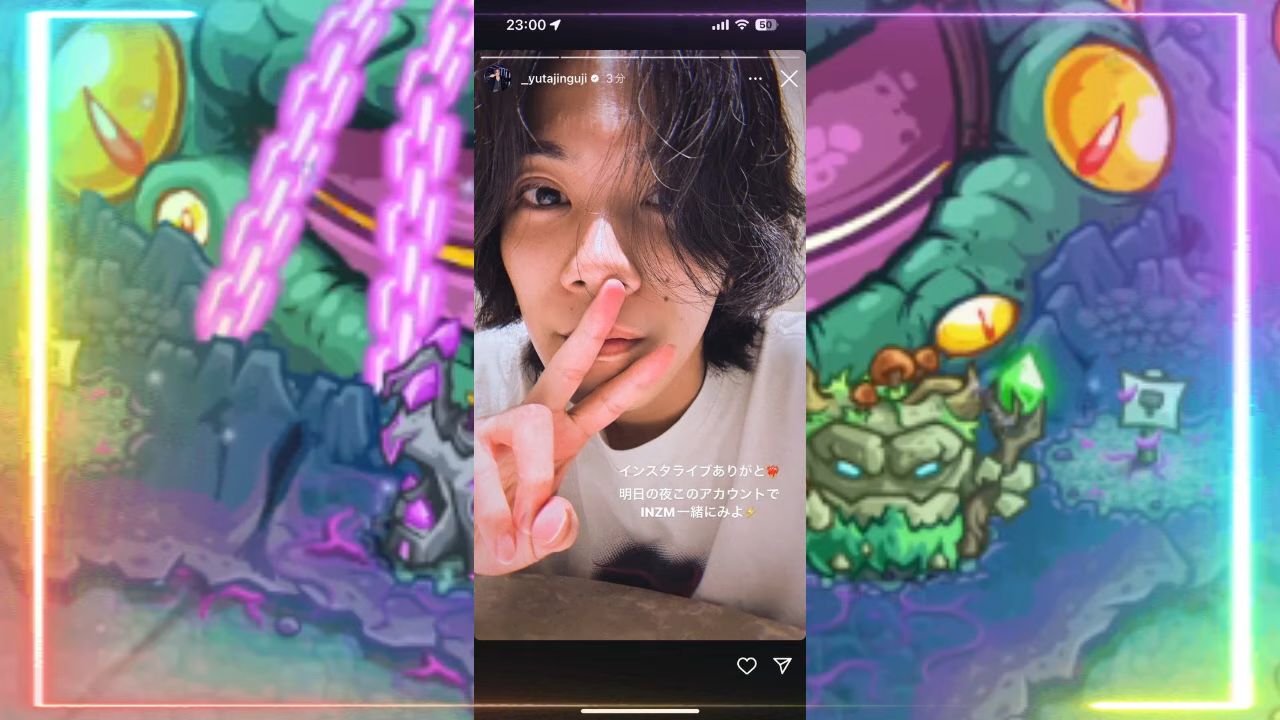 23:00
50
_yutajinguji 3分
インスタライブありがと❤️‍🔥
明日の夜このアカウントで
INZM一緒にみよ⚡